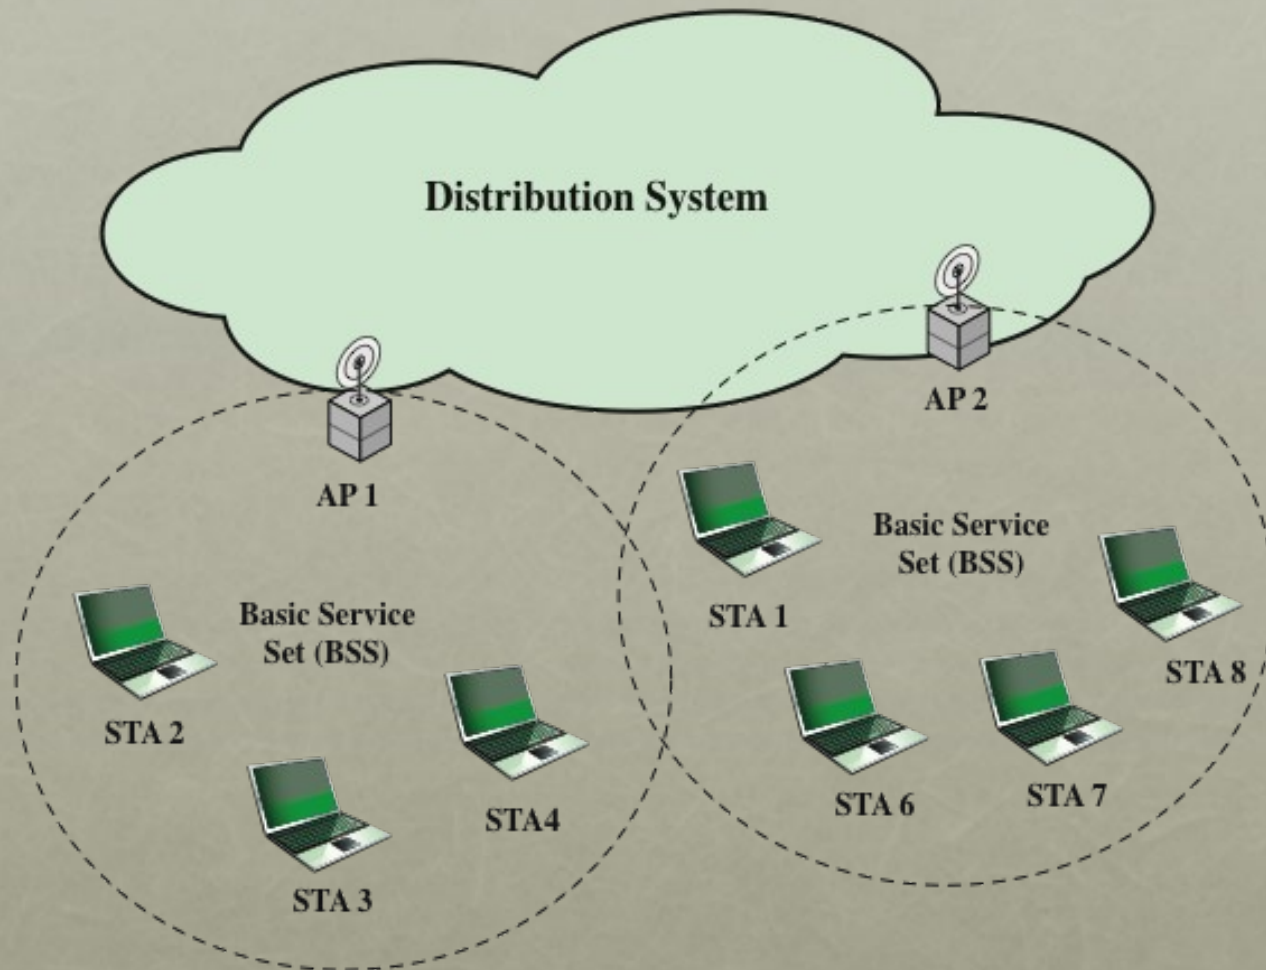 Distribution System
AP 2
AP 1
Basic Service
Set (BSS)
STA 1
STA 8
Basic Service
Set (BSS)
STA 2
STA 6
STA 7
STA4
STA 3